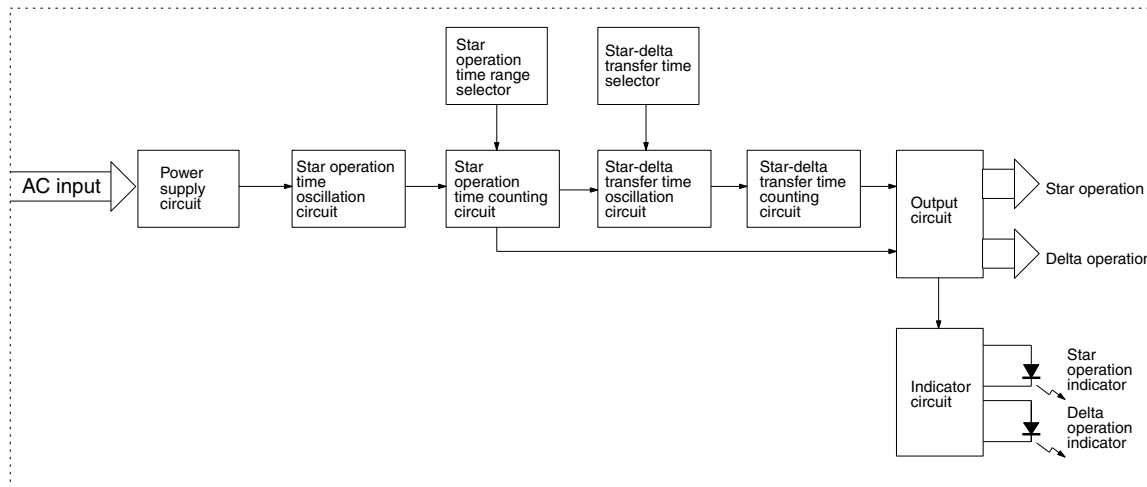 Star
operation
time range
selector
Star-delta
transfer time
selector
AC input
Power
supply
circuit
Star operation
time
oscillation
circuit
Star
operation
time counting
circuit
Star-delta
transfer time
oscillation
circuit
Star-delta
transfer time
counting
circuit
Output
circuit
Star operation
Delta operation
Indicator
circuit
Star
operation
indicator
Delta
operation
indicator